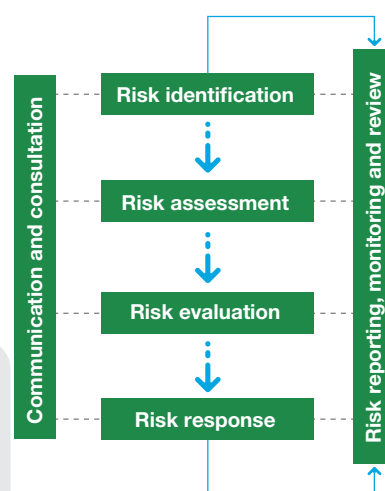 Communication and consultation
Risk identification
Risk assessment
Risk evaluation
Risk response
Risk reporting, monitoring and review